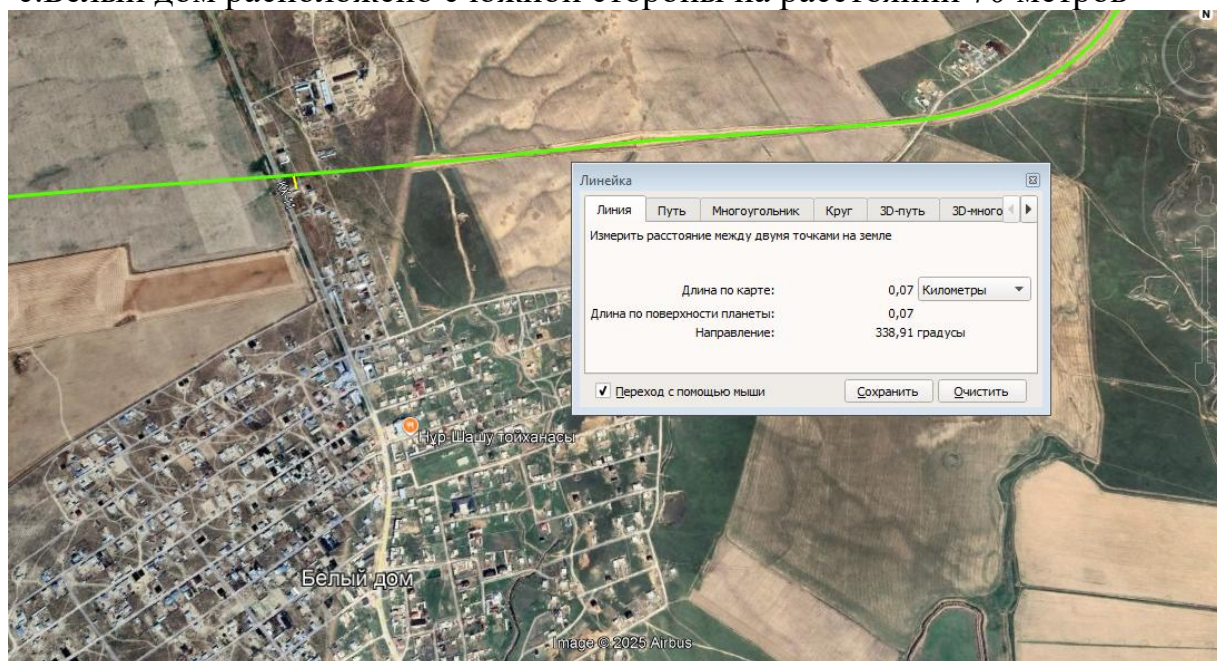 с.Белый дом расположено с южной стороны на расстоянии 70 метров
N
Линейка
Линия Путь Многоугольник Круг 3D-путь 3D-много
Измерить расстояние между двумя точками на земле
Длина по карте: 0,07 Километры
Длина по поверхности планеты: 0,07
Направление: 338,91 градусы
Переход с помощью мыши Сохранить Очистить
Нұр-Шашу тойханасы
Белый дом
Image © 2025 Airbus